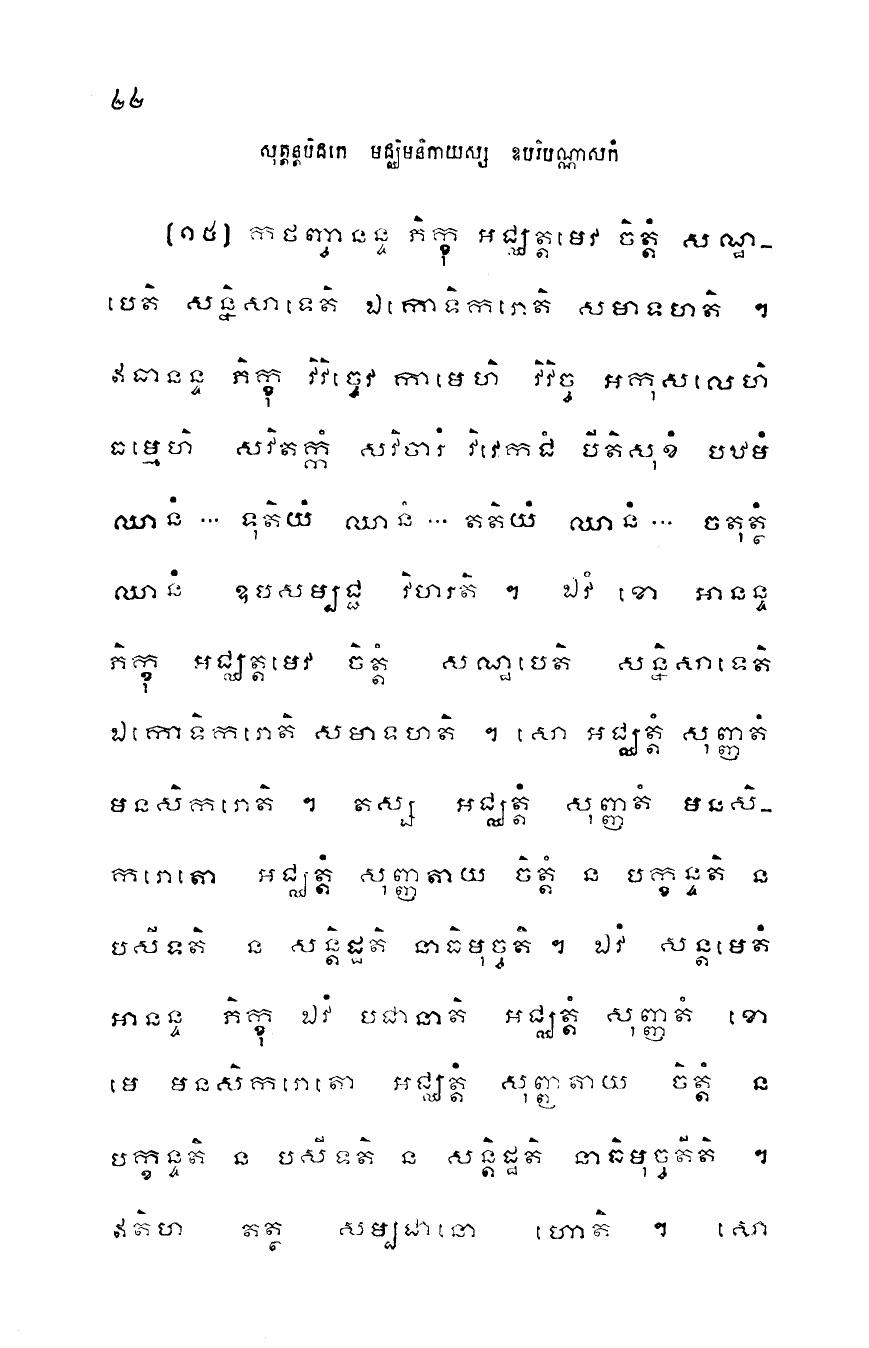 ៤៤
សុត្តន្តបិដកេ មជ្ឈិមនិកាយស្ស ឧបរិបណ្ណាសកំ
(១៥) កថញ្ចានន្ទ ភិក្ខុ អជ្ឈត្តមេវ ចិត្តំ សណ្ឋ-
បេតិ សន្និសាទេតិ ឯកោទិករោតិ សមាទហតិ ។
ឥធានន្ទ ភិក្ខុ វិវិច្ចេវ កាមេហិ វិវិច្ច អកុសលេហិ
ធម្មេហិ សវិតក្កំ សវិចារំ វិវេកជំ បីតិសុខំ បឋមំ
ឈានំ ... ទុតិយំ ឈានំ ... តតិយំ ឈានំ ... ចតុត្ថំ
ឈានំ ឧបសម្បជ្ជ វិហរតិ ។ ឯវំ ខោ អានន្ទ
ភិក្ខុ អជ្ឈត្តមេវ ចិត្តំ សណ្ឋបេតិ សន្និសាទេតិ
ឯកោទិករោតិ សមាទហតិ ។ សោ អជ្ឈត្តំ សុញ្ញតំ
មនសិករោតិ ។ តស្ស អជ្ឈត្តំ សុញ្ញតំ មនសិ-
ករោតោ អជ្ឈត្តំ សុញ្ញតាយ ចិត្តំ ន បក្ខន្ទតិ ន
បសីទតិ ន សន្តិដ្ឋតិ នាធិមុច្ចតិ ។ ឯវំ សន្តមេតំ
អានន្ទ ភិក្ខុ ឯវំ បជានាតិ អជ្ឈត្តំ សុញ្ញតំ ខោ
មេ មនសិករោតោ អជ្ឈត្តំ សុញ្ញតាយ ចិត្តំ ន
បក្ខន្ទតិ ន បសីទតិ ន សន្តិដ្ឋតិ នាធិមុច្ចតីតិ ។
ឥតិហ តត្ថ សម្បជានោ ហោតិ ។ សោ